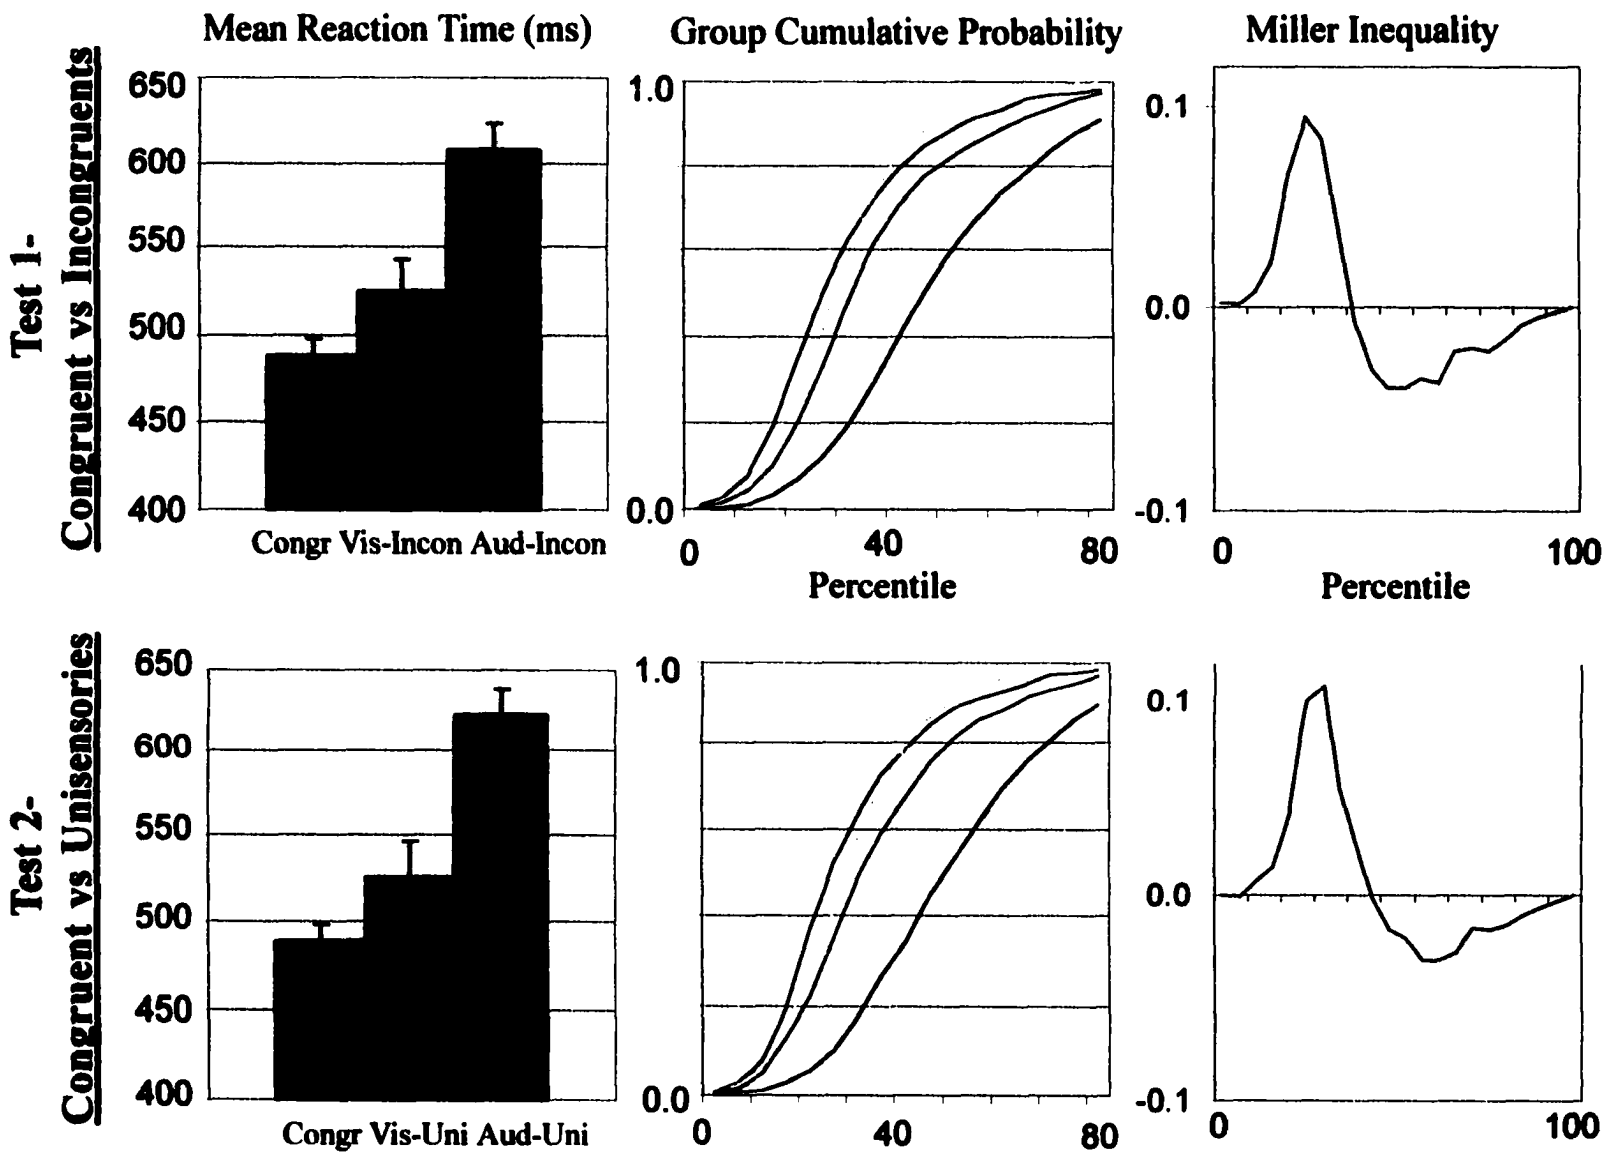 Mean Reaction Time (ms)
Group Cumulative Probability
Miller Inequality
Test 1-
Congruent vs Incongruents
650
600
550
500
450
400
Congr Vis-Incon Aud-Incon
1.0
0.0
0 40 80
Percentile
0.1
0.0
-0.1
0 100
Percentile
Test 2-
Congruent vs Unisensories
650
600
550
500
450
400
Congr Vis-Uni Aud-Uni
1.0
0.0
0 40 80
0.1
0.0
-0.1
0 100